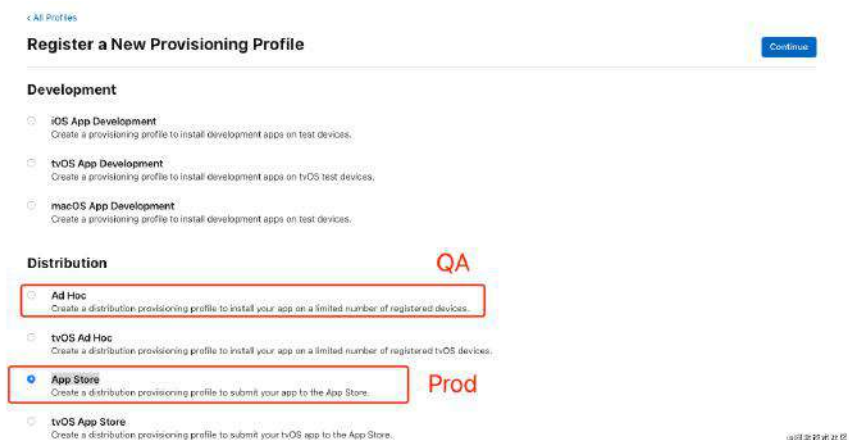 < All Profiles
Register a New Provisioning Profile
Continue
Development
iOS App Development
Create a provisioning profile to install development apps on test devices.
tvOS App Development
Create a provisioning profile to install development apps on tvOS test devices.
macOS App Development
Create a provisioning profile to install development apps on test devices.
Distribution
QA
Ad Hoc
Create a distribution provisioning profile to install your app on a limited number of registered devices.
tvOS Ad Hoc
Create a distribution provisioning profile to install your app on a limited number of registered tvOS devices.
App Store
Create a distribution provisioning profile to submit your app to the App Store.
Prod
tvOS App Store
Create a distribution provisioning profile to submit your tvOS app to the App Store.